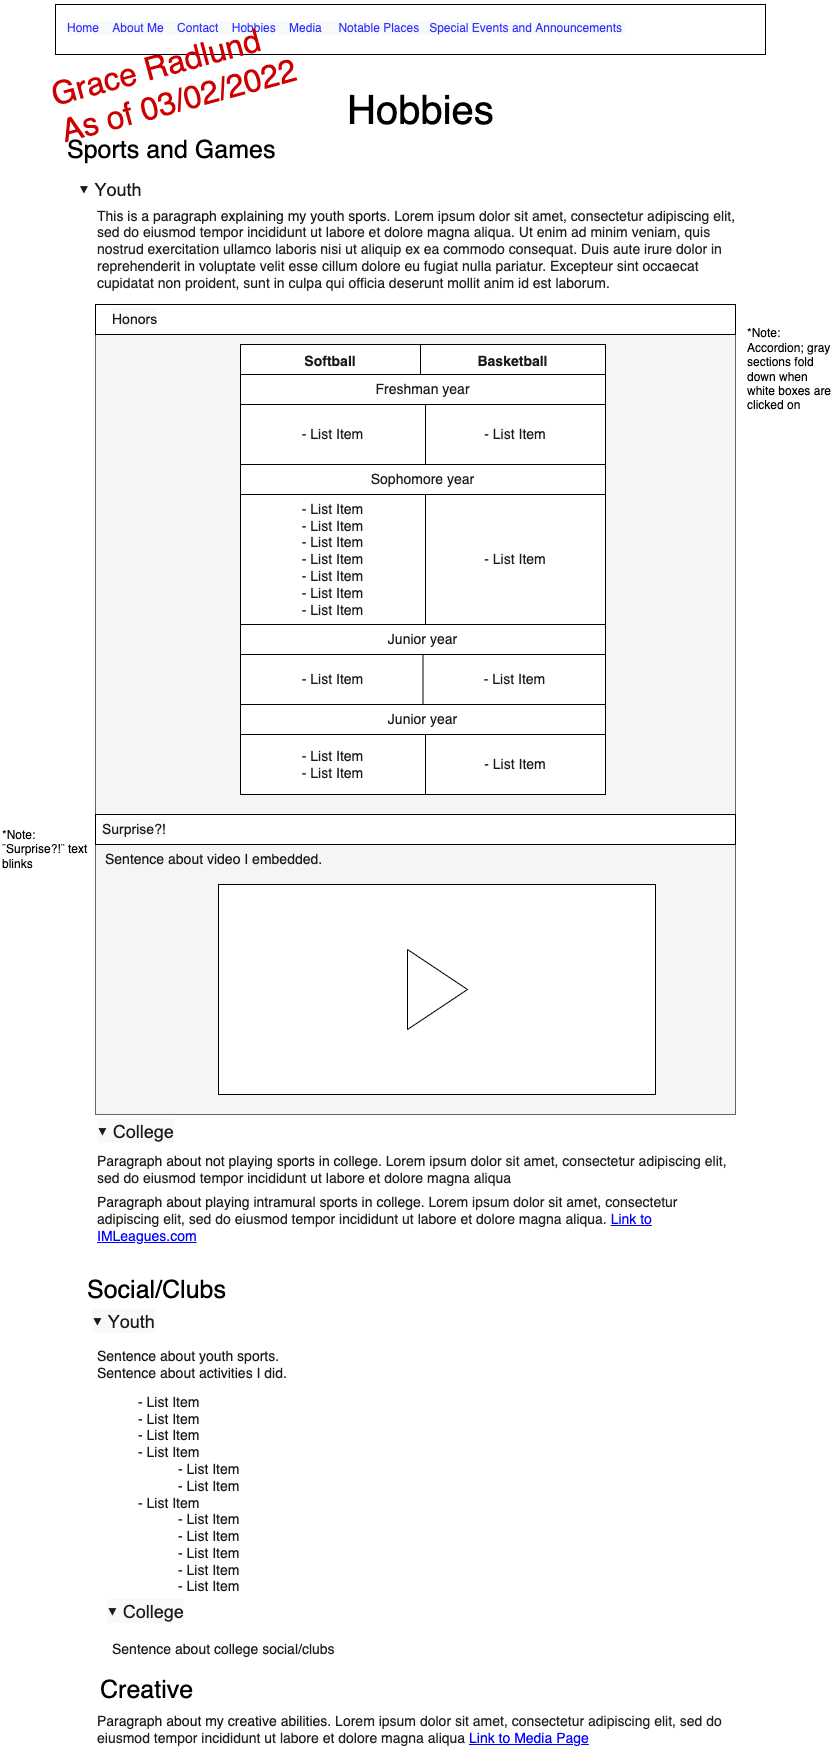 Home About Me Contact Hobbies Media Notable Places Special Events and Announcements
Grace Radlund
As of 03/02/2022
Hobbies
Sports and Games
▼ Youth
This is a paragraph explaining my youth sports. Lorem ipsum dolor sit amet, consectetur adipiscing elit,
sed do eiusmod tempor incididunt ut labore et dolore magna aliqua. Ut enim ad minim veniam, quis
nostrud exercitation ullamco laboris nisi ut aliquip ex ea commodo consequat. Duis aute irure dolor in
reprehenderit in voluptate velit esse cillum dolore eu fugiat nulla pariatur. Excepteur sint occaecat
cupidatat non proident, sunt in culpa qui officia deserunt mollit anim id est laborum.
Honors
*Note:
Accordion; gray
sections fold
down when
white boxes are
clicked on
Softball Basketball
Freshman year
- List Item - List Item
Sophomore year
- List Item
- List Item
- List Item
- List Item - List Item
- List Item
- List Item
- List Item
Junior year
- List Item - List Item
Junior year
- List Item
- List Item
- List Item
Surprise?!
*Note:
¨Surprise?!¨ text
blinks
Sentence about video I embedded.
▼ College
Paragraph about not playing sports in college. Lorem ipsum dolor sit amet, consectetur adipiscing elit,
sed do eiusmod tempor incididunt ut labore et dolore magna aliqua
Paragraph about playing intramural sports in college. Lorem ipsum dolor sit amet, consectetur
adipiscing elit, sed do eiusmod tempor incididunt ut labore et dolore magna aliqua. Link to
IMLeagues.com
Social/Clubs
▼ Youth
Sentence about youth sports.
Sentence about activities I did.
- List Item
- List Item
- List Item
- List Item
- List Item
- List Item
- List Item
- List Item
- List Item
- List Item
- List Item
- List Item
▼ College
Sentence about college social/clubs
Creative
Paragraph about my creative abilities. Lorem ipsum dolor sit amet, consectetur adipiscing elit, sed do
eiusmod tempor incididunt ut labore et dolore magna aliqua Link to Media Page